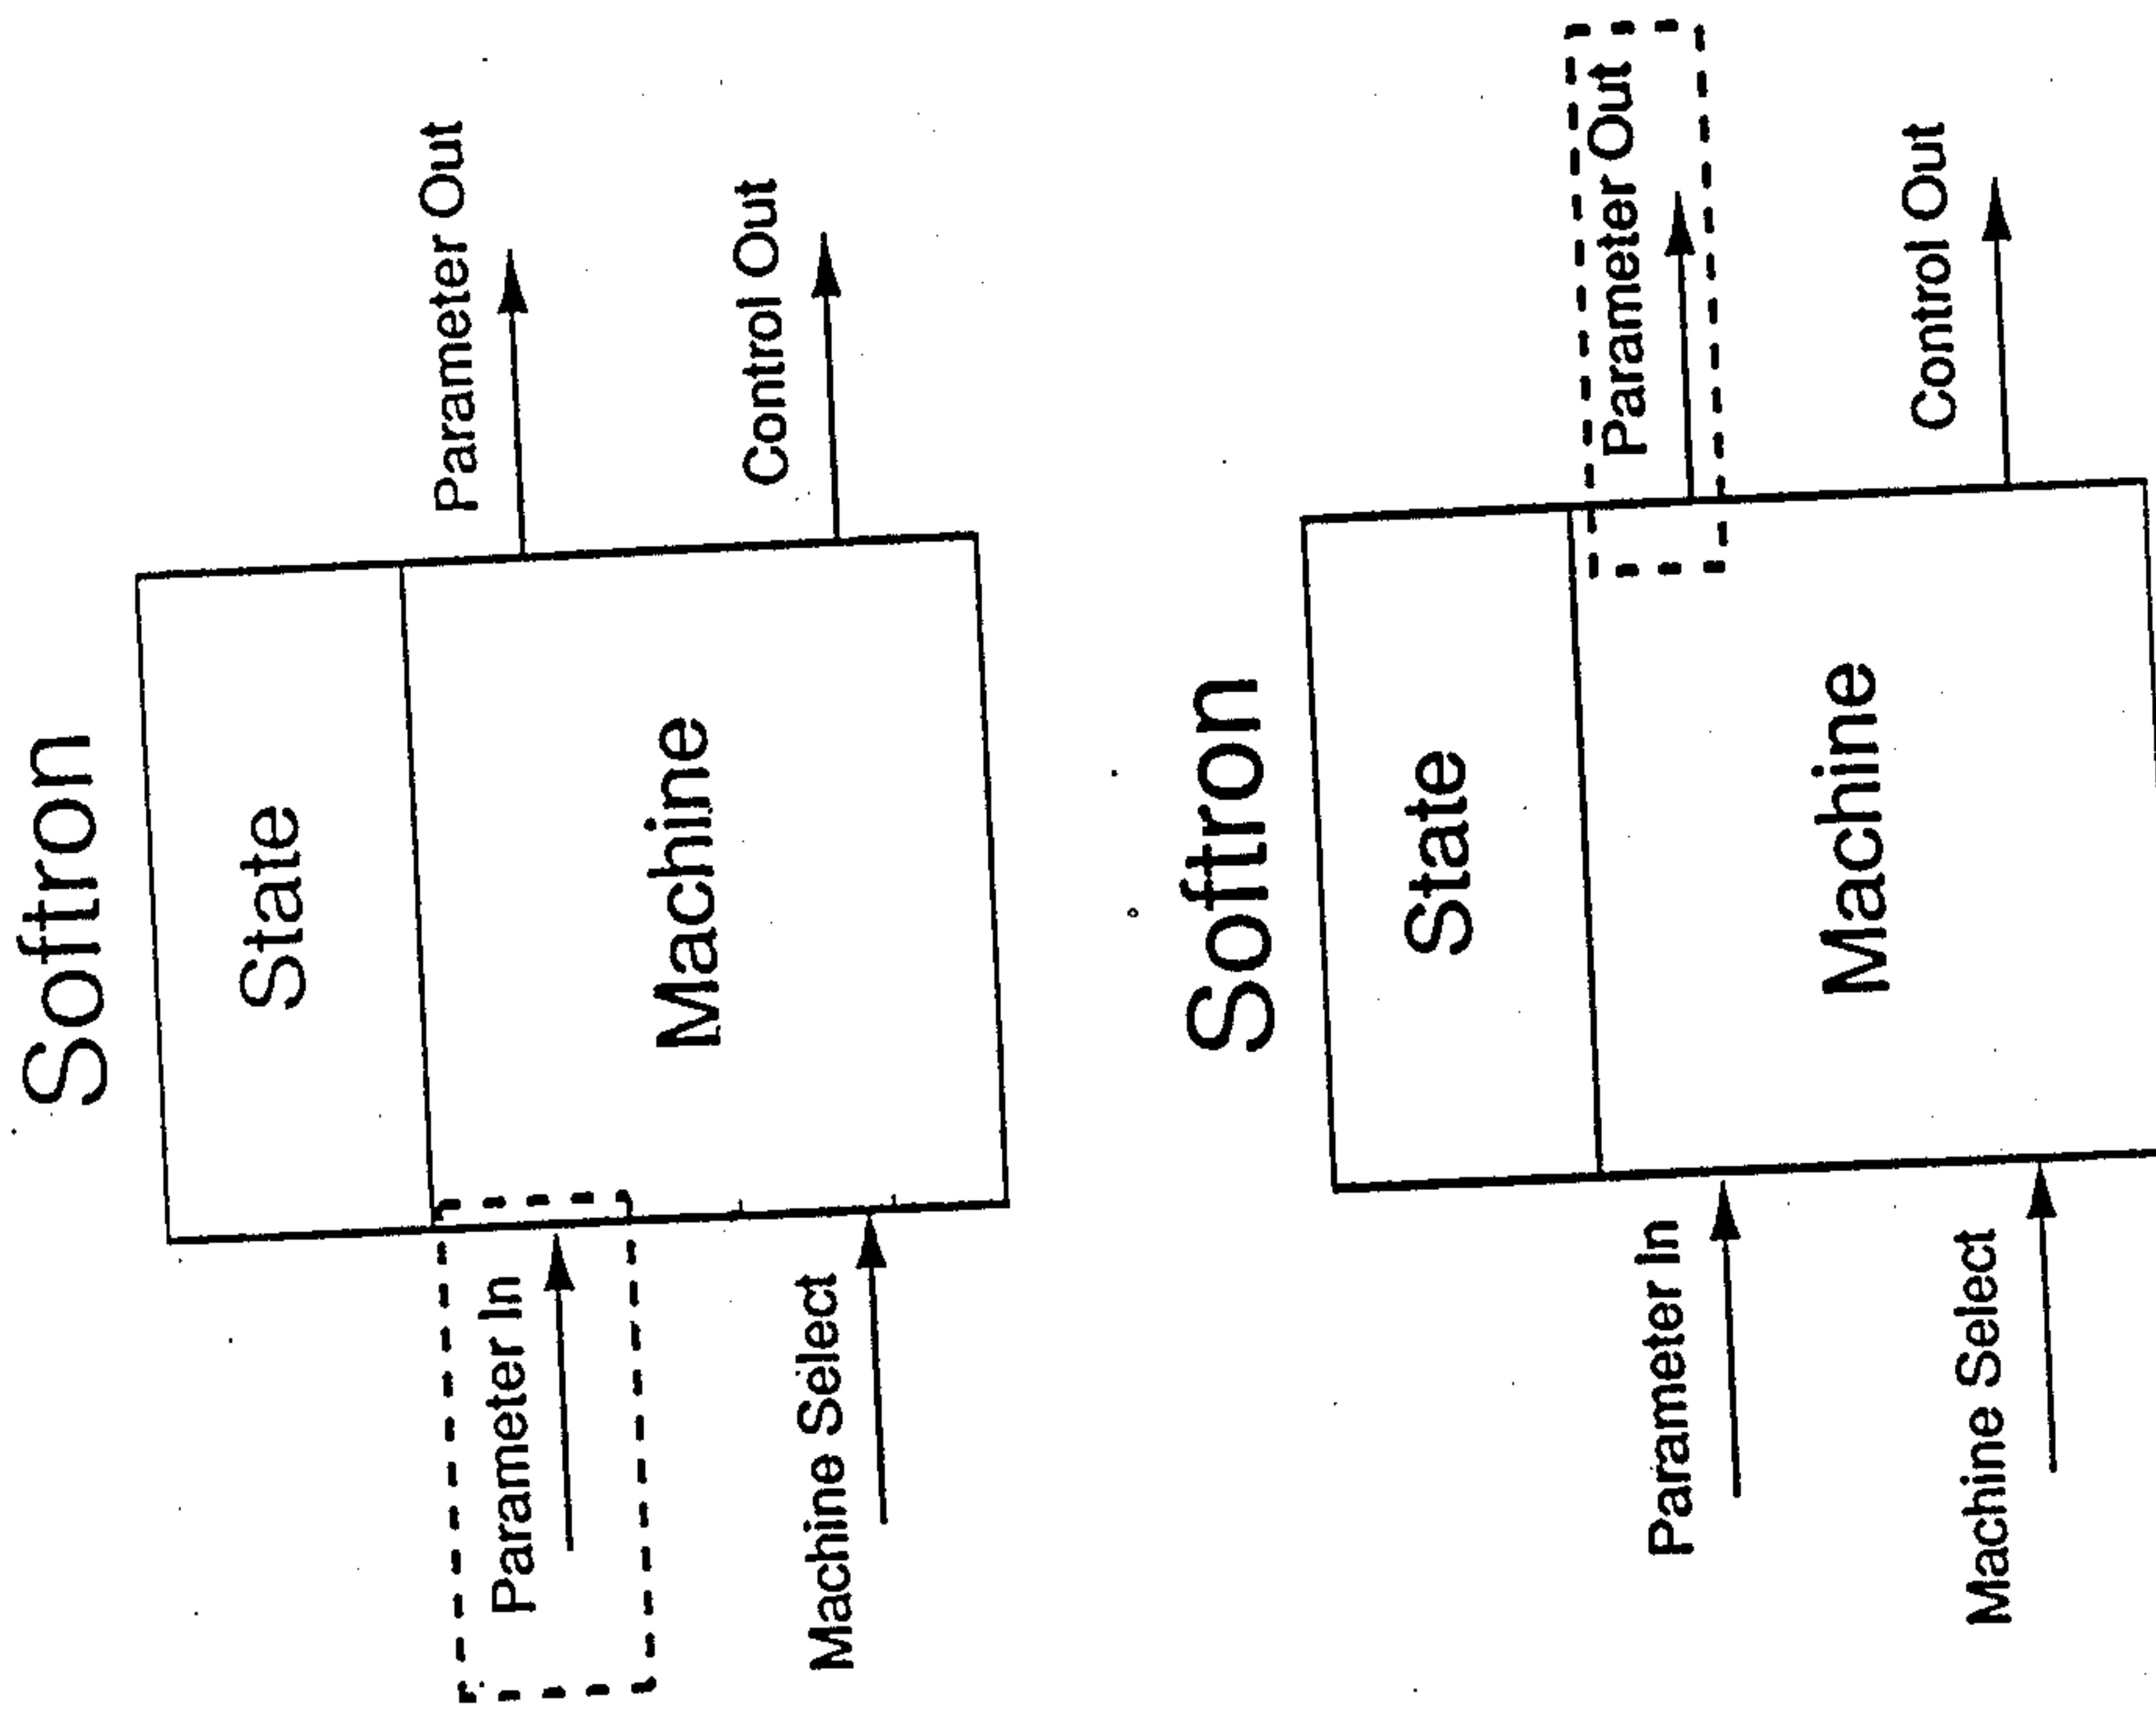 Softron
State
Parameter In
Parameter Out
Machine
Machine Select
Control Out
Softron
State
Parameter In
Parameter Out
Machine
Machine Select
Control Out